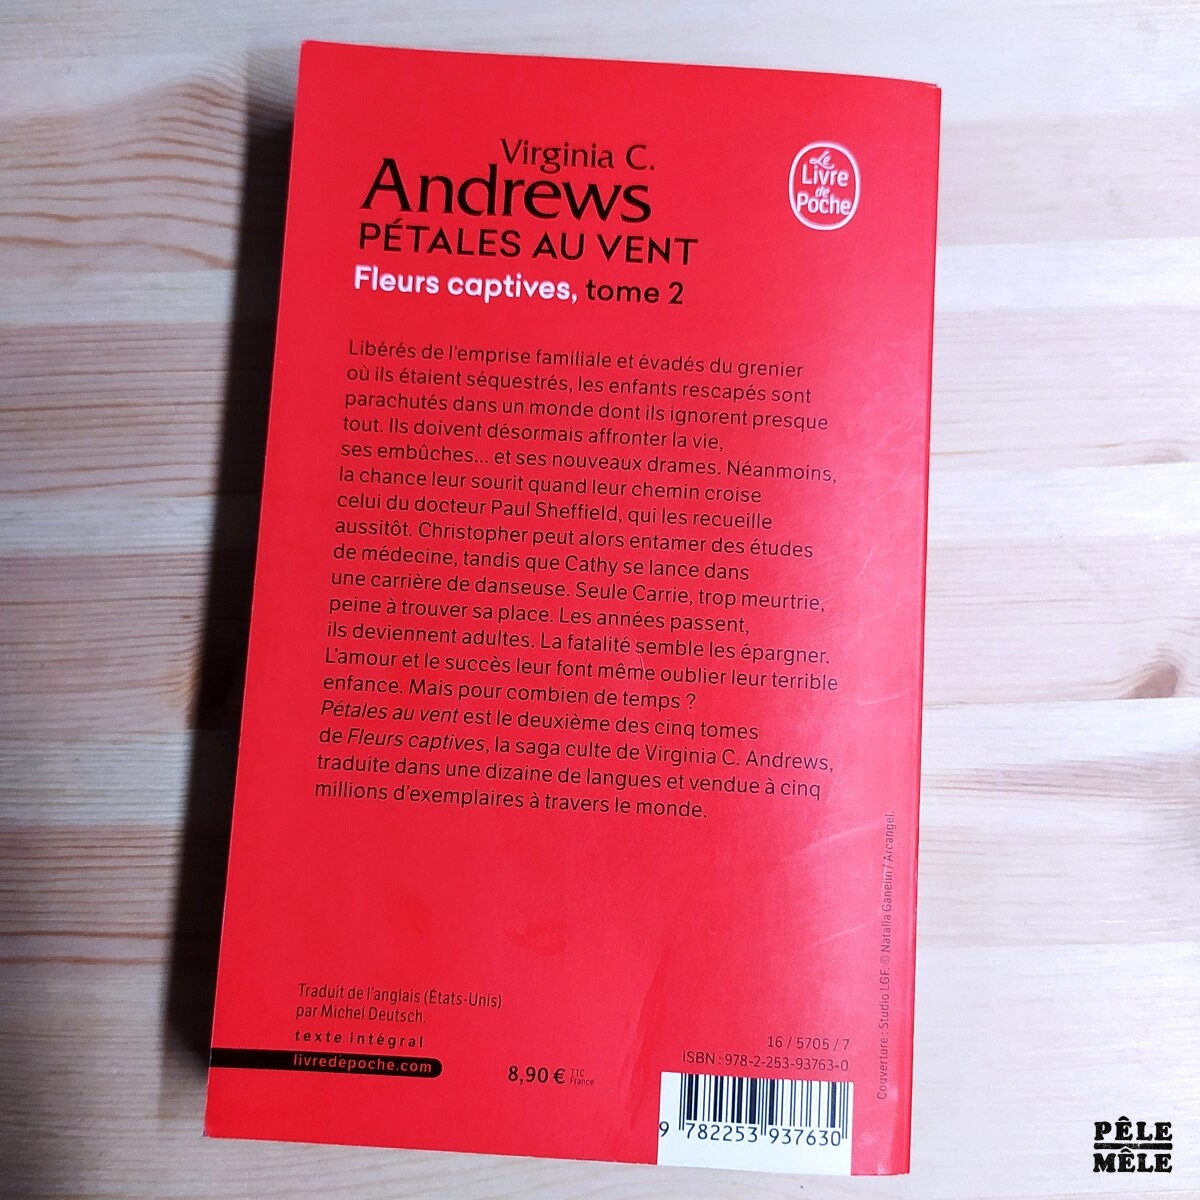 Virginia C.
Andrews
PÉTALES AU VENT
Fleurs captives, tome 2
Le
Livre
de
Poche
Libérés de l'emprise familiale et évadés du grenier
où ils étaient séquestrés, les enfants rescapés sont
parachutés dans un monde dont ils ignorent presque
tout. Ils doivent désormais affronter la vie,
ses embûches... et ses nouveaux drames. Néanmoins,
la chance leur sourit quand leur chemin croise
celui du docteur Paul Sheffield, qui les recueille
aussitôt. Christopher peut alors entamer des études
de médecine, tandis que Cathy se lance dans
une carrière de danseuse. Seule Carrie, trop meurtrie,
peine à trouver sa place. Les années passent,
ils deviennent adultes. La fatalité semble les épargner.
L'amour et le succès leur font même oublier leur terrible
enfance. Mais pour combien de temps ?
Pétales au vent est le deuxième des cinq tomes
de Fleurs captives, la saga culte de Virginia C. Andrews,
traduite dans une dizaine de langues et vendue à cinq
millions d'exemplaires à travers le monde.
Traduit de l'anglais (États-Unis)
par Michel Deutsch.
texte intégral
livredepoche.com
8,90 € TTC
France
16 / 5705 / 7
ISBN : 978-2-253-93763-0
9 782253 937630
Couverture : Studio LGF. © Natalia Ganelin / Arcangel.
PÊLE
MÊLE